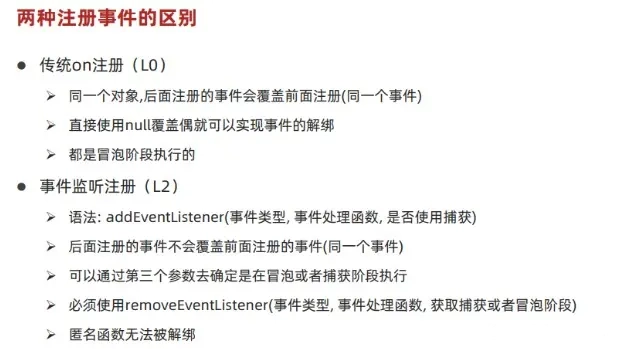 两种注册事件的区别
传统on注册（L0）
同一个对象,后面注册的事件会覆盖前面注册(同一个事件)
直接使用null覆盖偶就可以实现事件的解绑
都是冒泡阶段执行的
事件监听注册（L2）
语法: addEventListener(事件类型, 事件处理函数, 是否使用捕获)
后面注册的事件不会覆盖前面注册的事件(同一个事件)
可以通过第三个参数去确定是在冒泡或者捕获阶段执行
必须使用removeEventListener(事件类型, 事件处理函数, 获取捕获或者冒泡阶段)
匿名函数无法被解绑